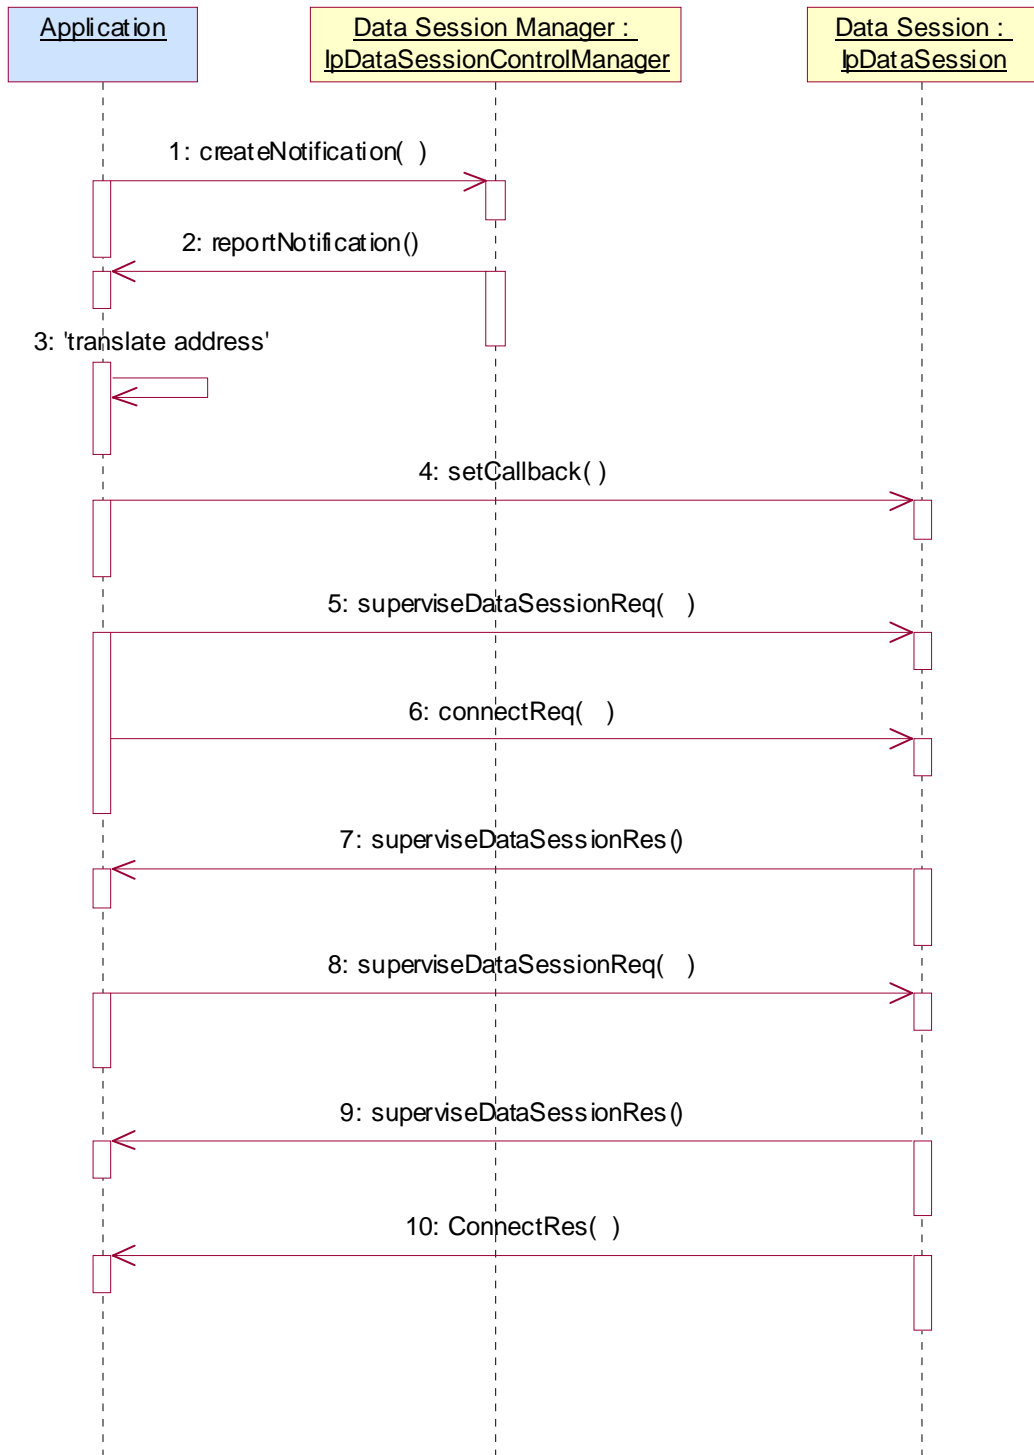 Application
Data Session Manager :
IpDataSessionControlManager
Data Session :
IpDataSession
1: createNotification(  )
2: reportNotification()
3: 'translate address'
4: setCallback( )
5: superviseDataSessionReq(   )
6: connectReq(   )
7: superviseDataSessionRes()
8: superviseDataSessionReq(   )
9: superviseDataSessionRes()
10: ConnectRes(  )